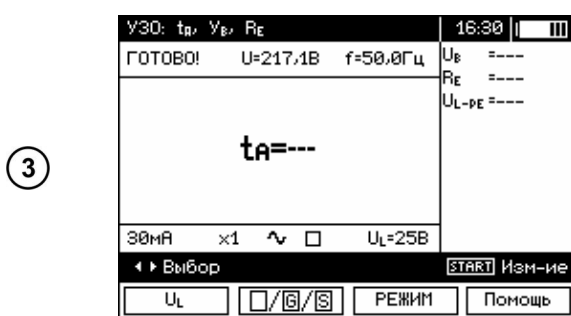 УЗО: tA, УB, RE 16:30
ГОТОВО! U=217,1В f=50,0Гц
UB =---
RE =---
UL-PE =---
3
tA=---
30мА x1 UL=25В
Выбор START Изм-ие
UL /G/S РЕЖИМ Помощь